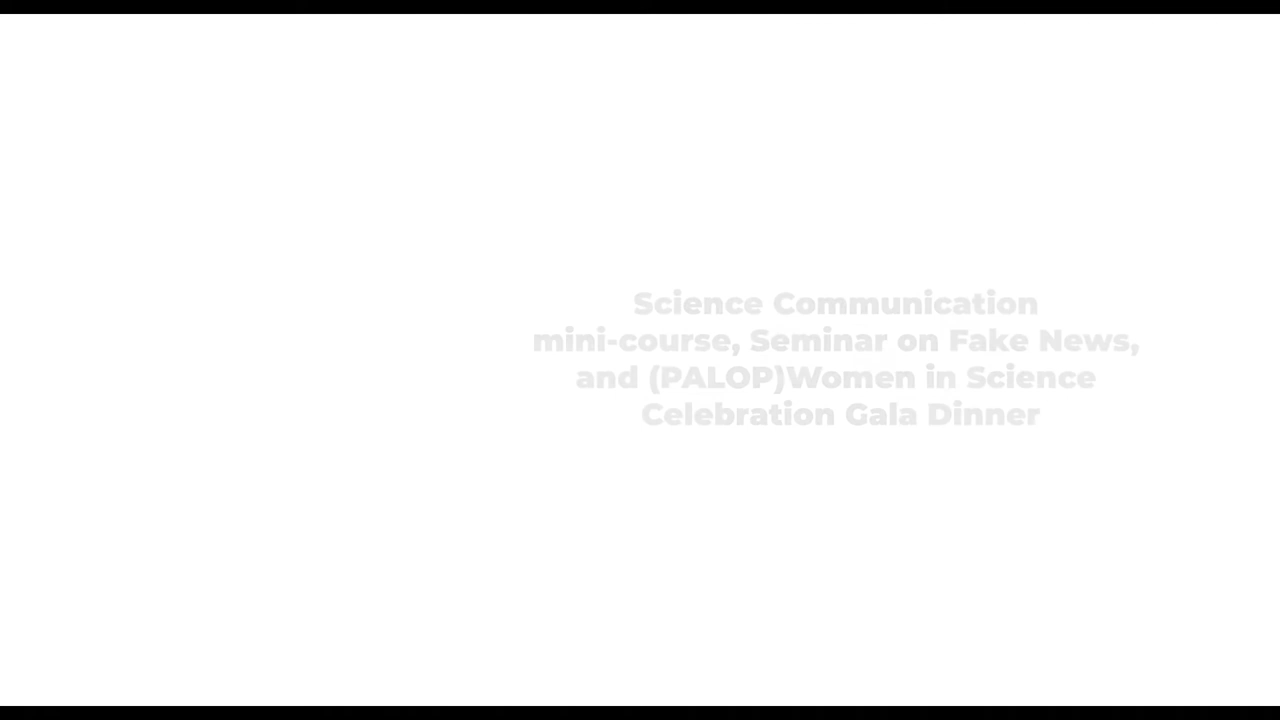 Science Communication
mini-course, Seminar on Fake News,
and (PALOP)Women in Science
Celebration Gala Dinner